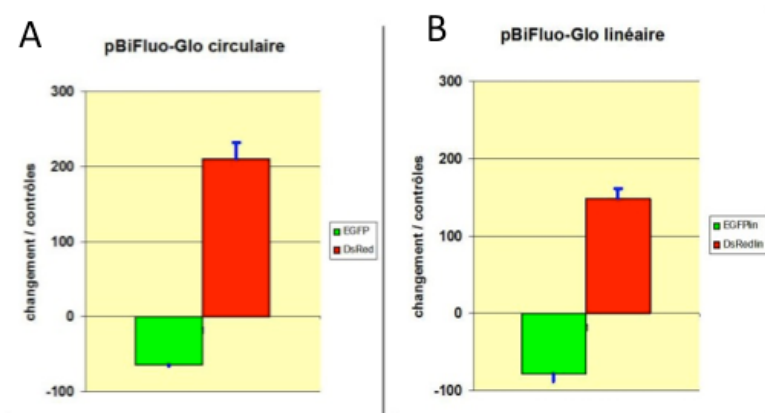 A
pBiFluo-Glo circulaire
changement / contrôles
300
200
100
0
-100
EGFP
DsRed
B
pBiFluo-Glo linéaire
changement / contrôles
300
200
100
0
-100
EGFPlin
DsRedlin